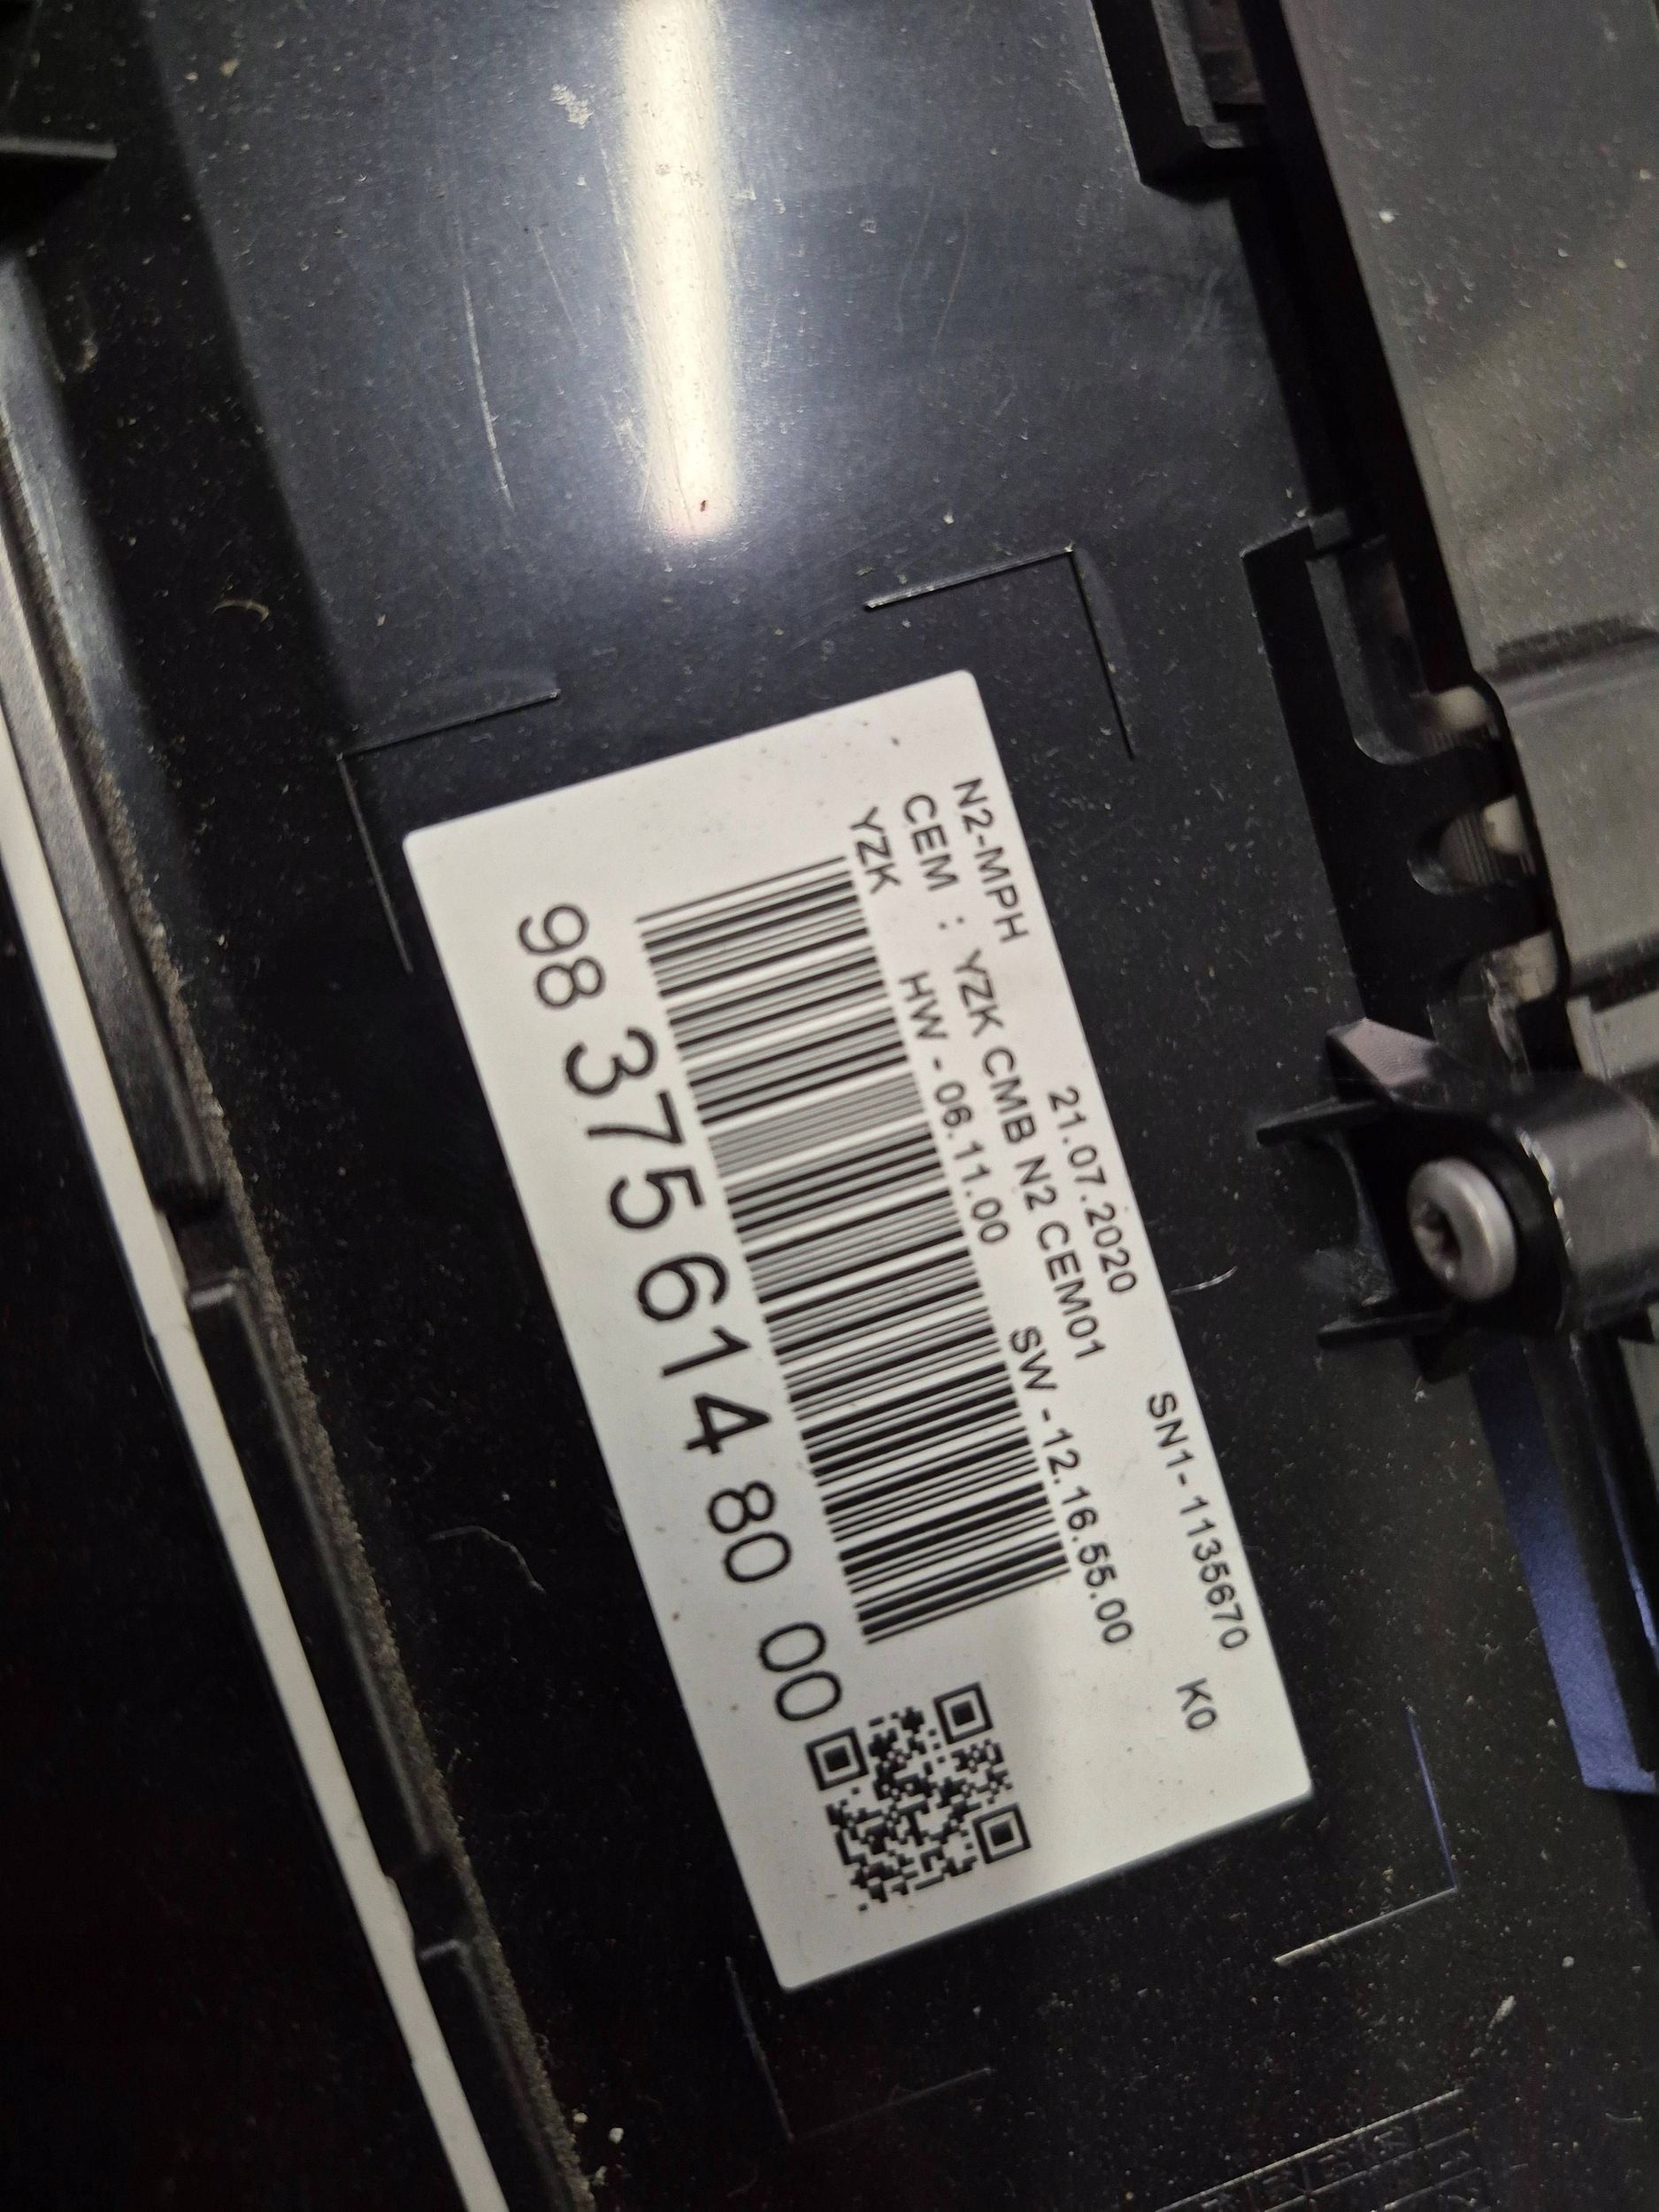 N2-MPH 21.07.2020 SN1-1135670 K0
CEM : YZK CMB N2 CEM01
YZK HW - 06.11.00 SW - 12.16.55.00
98 375 614 80 00